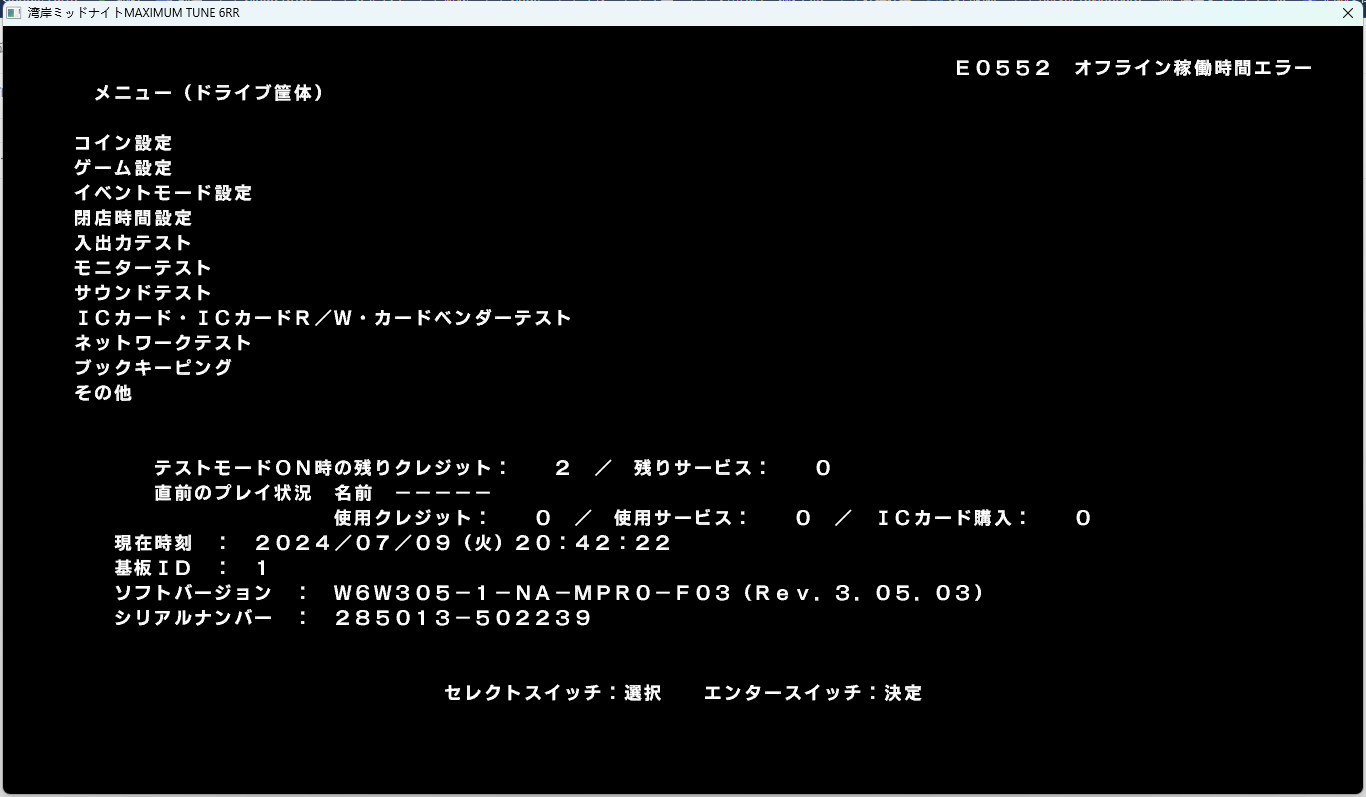 湾岸ミッドナイトMAXIMUM TUNE 6RR
E0552 オフライン稼働時間エラー
メニュー（ドライブ筐体）
コイン設定
ゲーム設定
イベントモード設定
閉店時間設定
入出力テスト
モニターテスト
サウンドテスト
ＩＣカード・ＩＣカードＲ／Ｗ・カードベンダーテスト
ネットワークテスト
ブックキーピング
その他
テストモードＯＮ時の残りクレジット：　　２　／　残りサービス：　　０
直前のプレイ状況　名前　－－－－－
使用クレジット：　　０　／　使用サービス：　　０　／　ＩＣカード購入：　　０
現在時刻　：　２０２４／０７／０９（火）２０：４２：２２
基板ＩＤ　：　１
ソフトバージョン　：　Ｗ６Ｗ３０５－１－ＮＡ－ＭＰＲ０－Ｆ０３（Ｒｅｖ．３．０５．０３）
シリアルナンバー　：　２８５０１３－５０２２３９
セレクトスイッチ：選択　　エンタースイッチ：決定